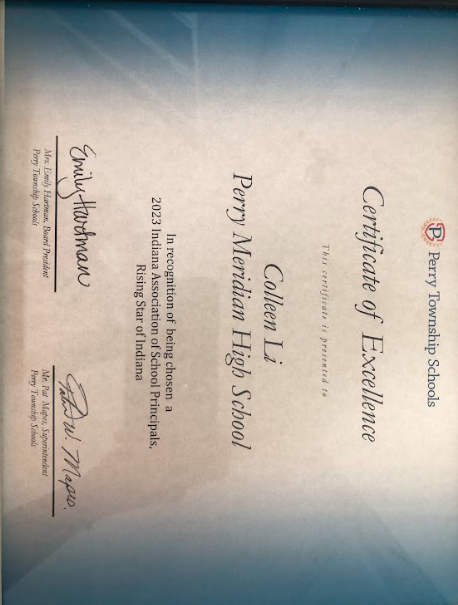 Perry Township Schools
Certificate of Excellence
This certificate is presented to
Colleen Li
Perry Meridian High School
In recognition of being chosen a
2023 Indiana Association of School Principals,
Rising Star of Indiana
Emily Hartman
Mrs. Emily Hartman, Board President
Perry Township Schools
Patrick W. Mapes
Mr. Pat Mapes, Superintendent
Perry Township Schools